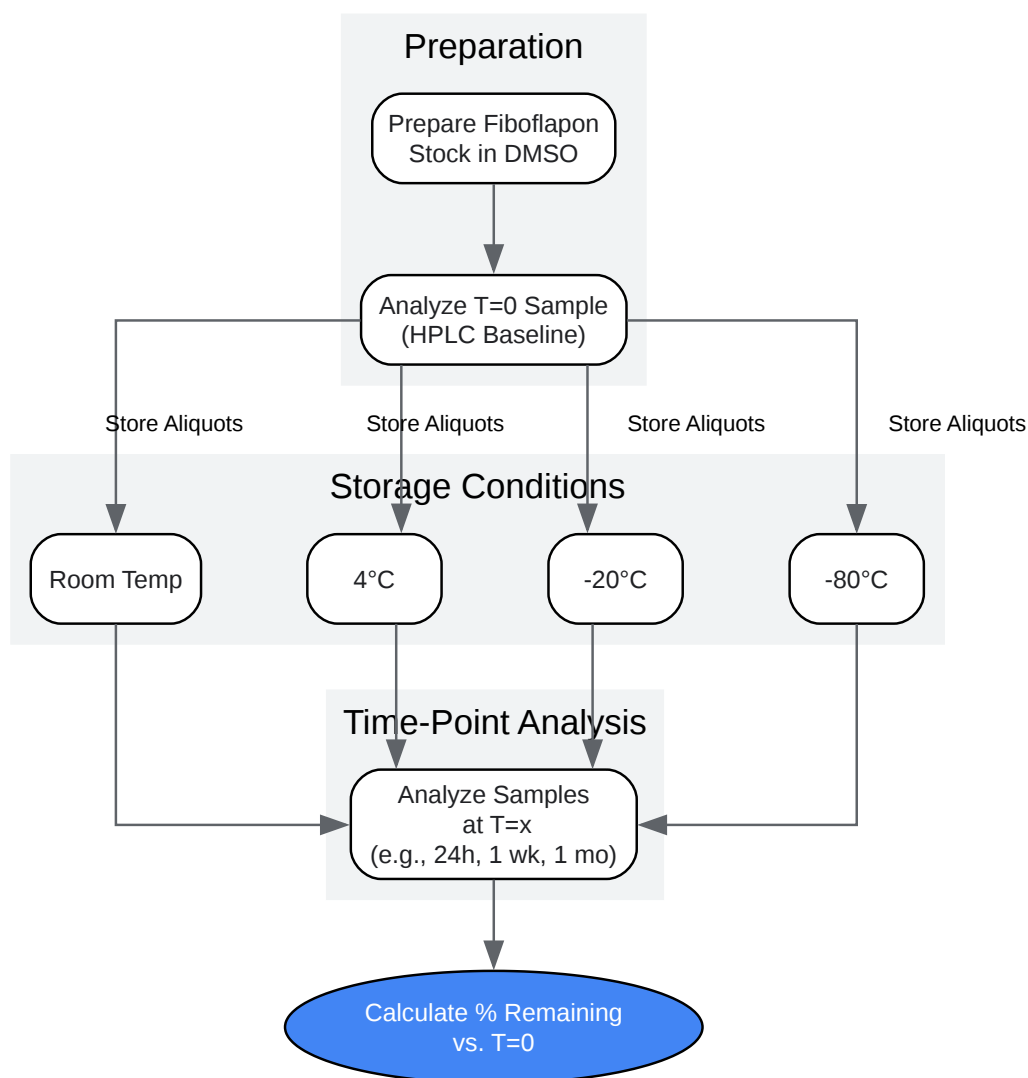 Preparation
Prepare Fiboflapon
Stock in DMSO
Analyze T=0 Sample
(HPLC Baseline)
Store Aliquots
Store Aliquots
Store Aliquots
Store Aliquots
Storage Conditions
Room Temp
4°C
-20°C
-80°C
Time-Point Analysis
Analyze Samples
at T=x
(e.g., 24h, 1 wk, 1 mo)
Calculate % Remaining
vs. T=0